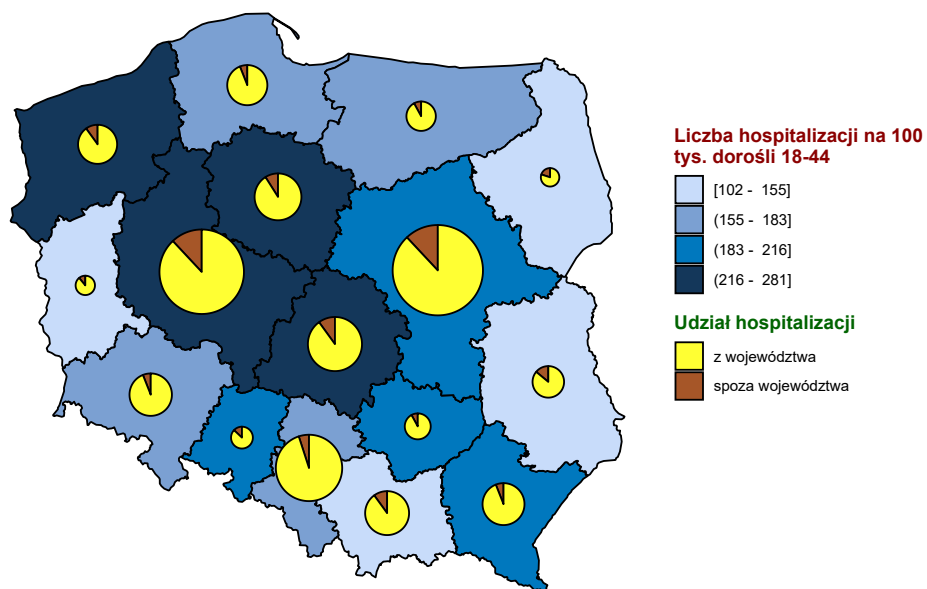 Liczba hospitalizacji na 100
tys. dorośli 18-44
[102 - 155]
(155 - 183]
(183 - 216]
(216 - 281]
Udział hospitalizacji
z województwa
spoza województwa